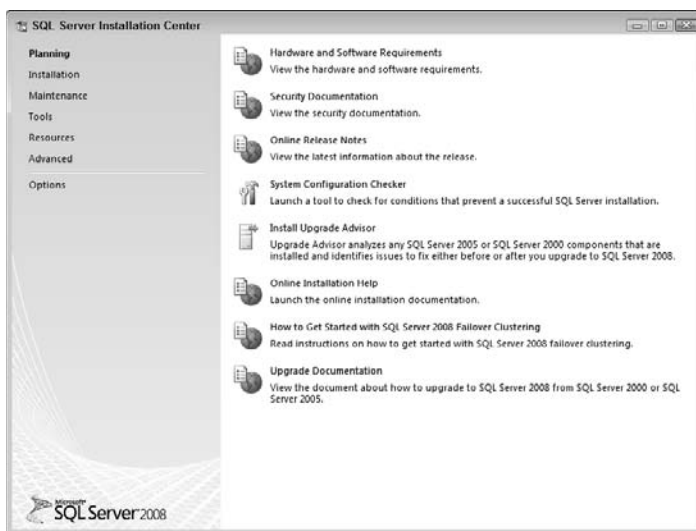 SQL Server Installation Center
Planning
Installation
Maintenance
Tools
Resources
Advanced
Options
Hardware and Software Requirements
View the hardware and software requirements.
Security Documentation
View the security documentation.
Online Release Notes
View the latest information about the release.
System Configuration Checker
Launch a tool to check for conditions that prevent a successful SQL Server installation.
Install Upgrade Advisor
Upgrade Advisor analyzes any SQL Server 2005 or SQL Server 2000 components that are
installed and identifies issues to fix either before or after you upgrade to SQL Server 2008.
Online Installation Help
Launch the online installation documentation.
How to Get Started with SQL Server 2008 Failover Clustering
Read instructions on how to get started with SQL Server 2008 failover clustering.
Upgrade Documentation
View the document about how to upgrade to SQL Server 2008 from SQL Server 2000 or SQL
Server 2005.
Microsoft
SQL Server 2008